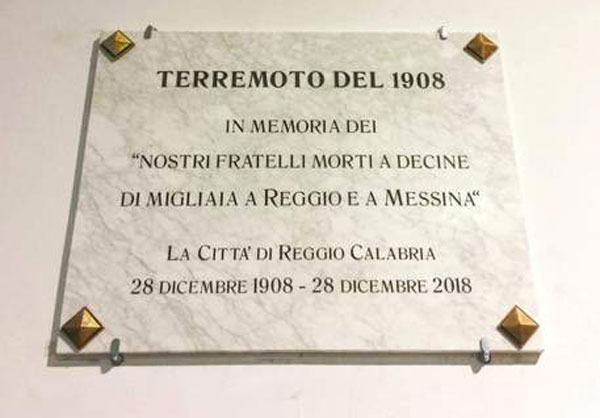 TERREMOTO DEL 1908
IN MEMORIA DEI
“NOSTRI FRATELLI MORTI A DECINE
DI MIGLIAIA A REGGIO E A MESSINA“
LA CITTA' DI REGGIO CALABRIA
28 DICEMBRE 1908 - 28 DICEMBRE 2018